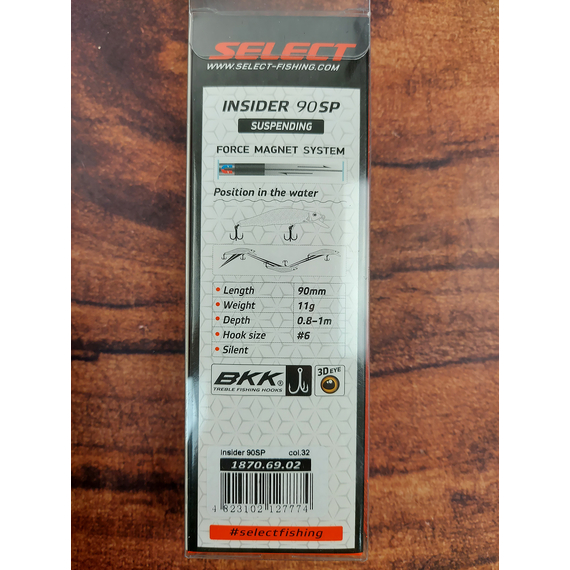 SELECT
WWW.SELECT-FISHING.COM
INSIDER 90SP
SUSPENDING
FORCE MAGNET SYSTEM
Position in the water
• Length 90mm
• Weight 11g
• Depth 0.8–1m
• Hook size #6
• Silent
BKK® 3D EYE
TREBLE FISHING HOOKS
insider 90SP col.32
1870.69.02
4 823102 127774
#selectfishing